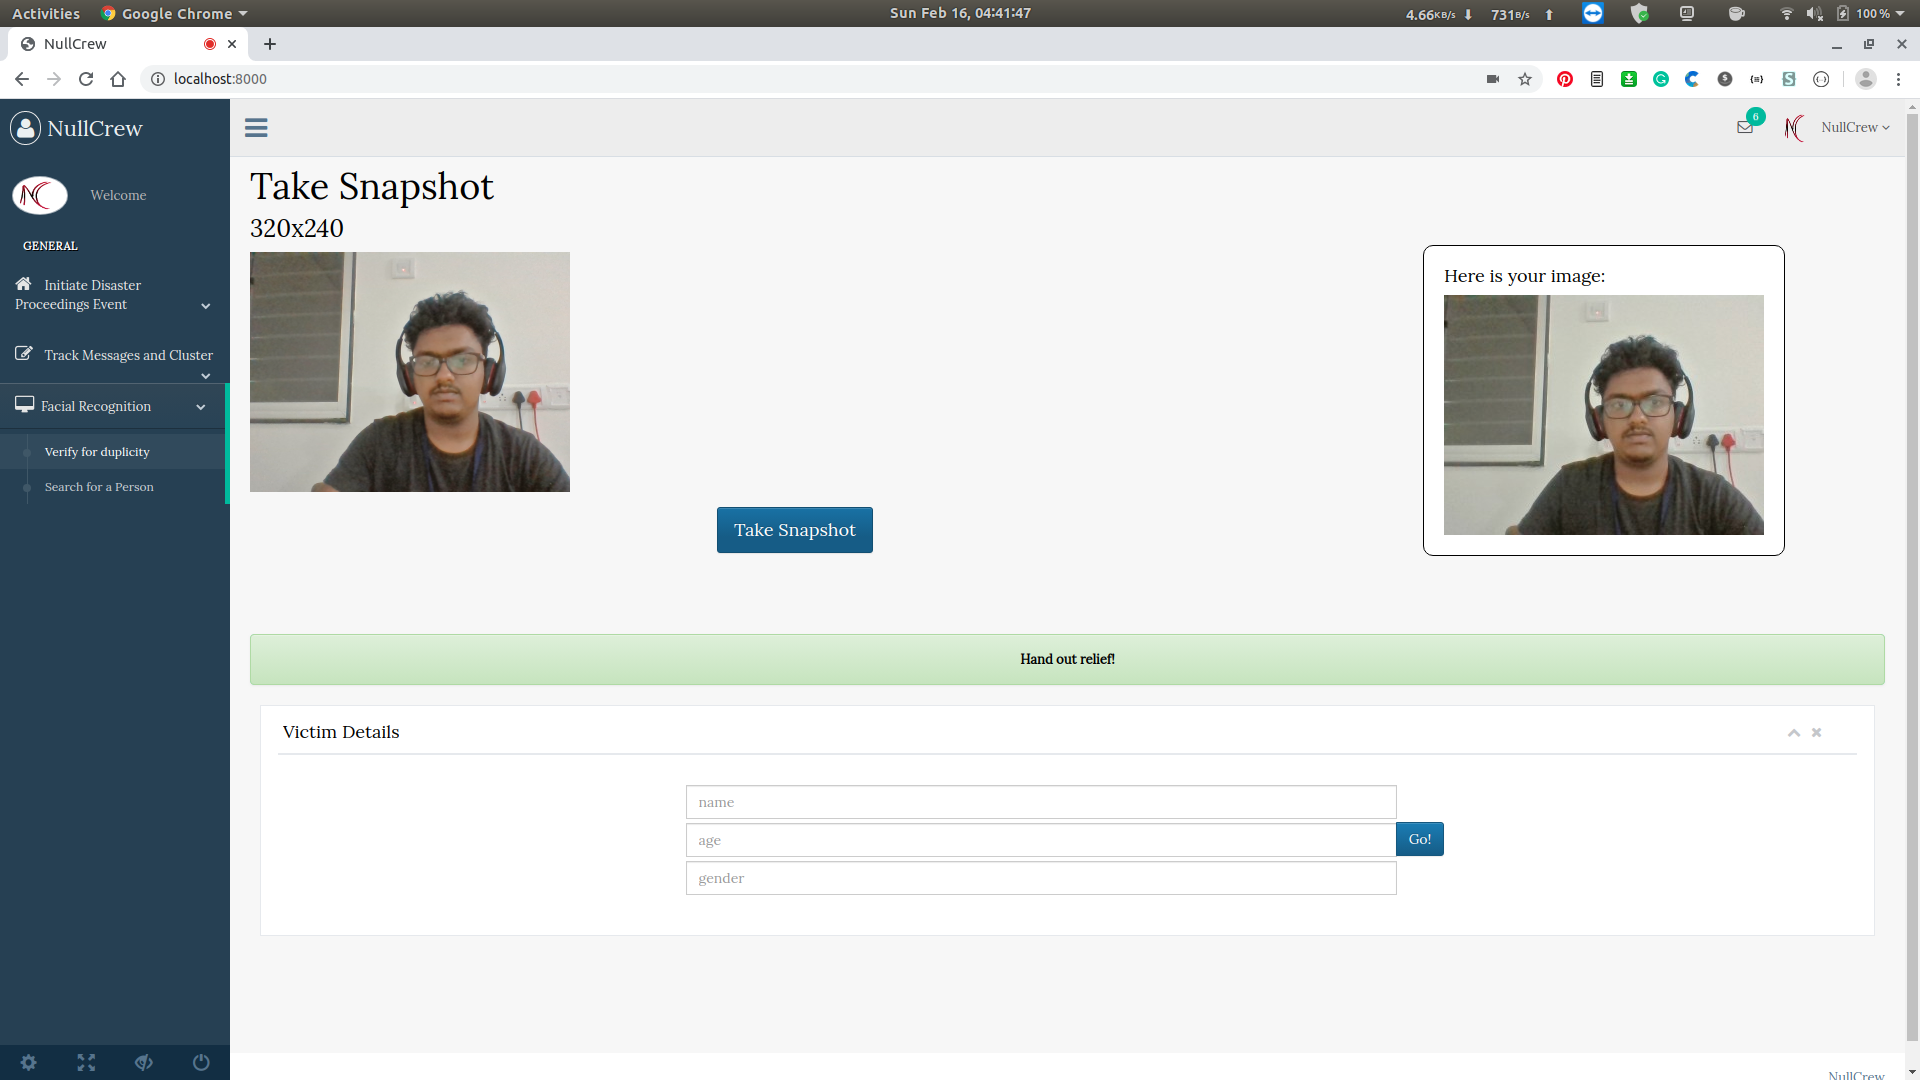 Activities
Google Chrome
Sun Feb 16, 04:41:47
4.66KB/s
731B/s
100 %
NullCrew
localhost:8000
NullCrew
6
NullCrew
Welcome
GENERAL
Initiate Disaster
Proceedings Event
Track Messages and Cluster
Facial Recognition
Verify for duplicity
Search for a Person
Take Snapshot
320x240
Here is your image:
Take Snapshot
Hand out relief!
Victim Details
name
age
Go!
gender
NullCrew